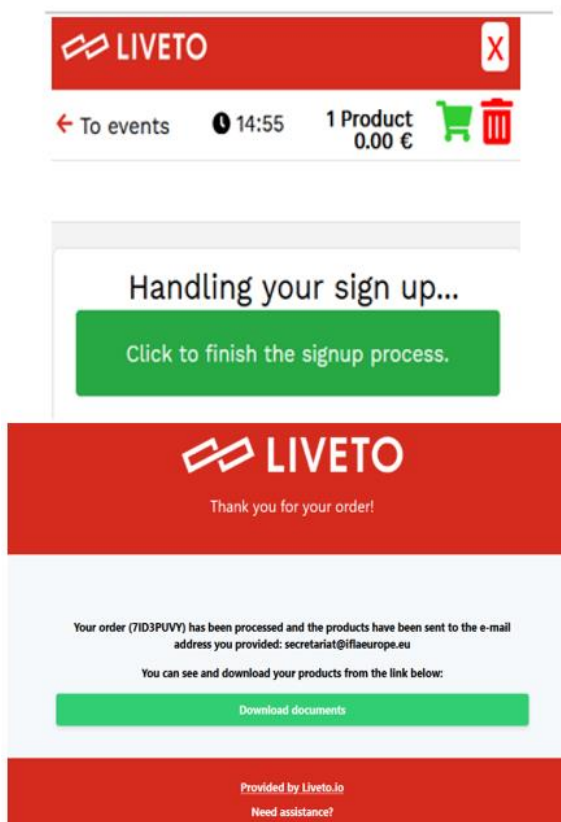 LIVETO
X
To events 14:55 1 Product
0.00 €
Handling your sign up...
Click to finish the signup process.
LIVETO
Thank you for your order!
Your order (7ID3PUVY) has been processed and the products have been sent to the e-mail
address you provided: secretariat@iflaeurope.eu
You can see and download your products from the link below:
Download documents
Provided by Liveto.io
Need assistance?